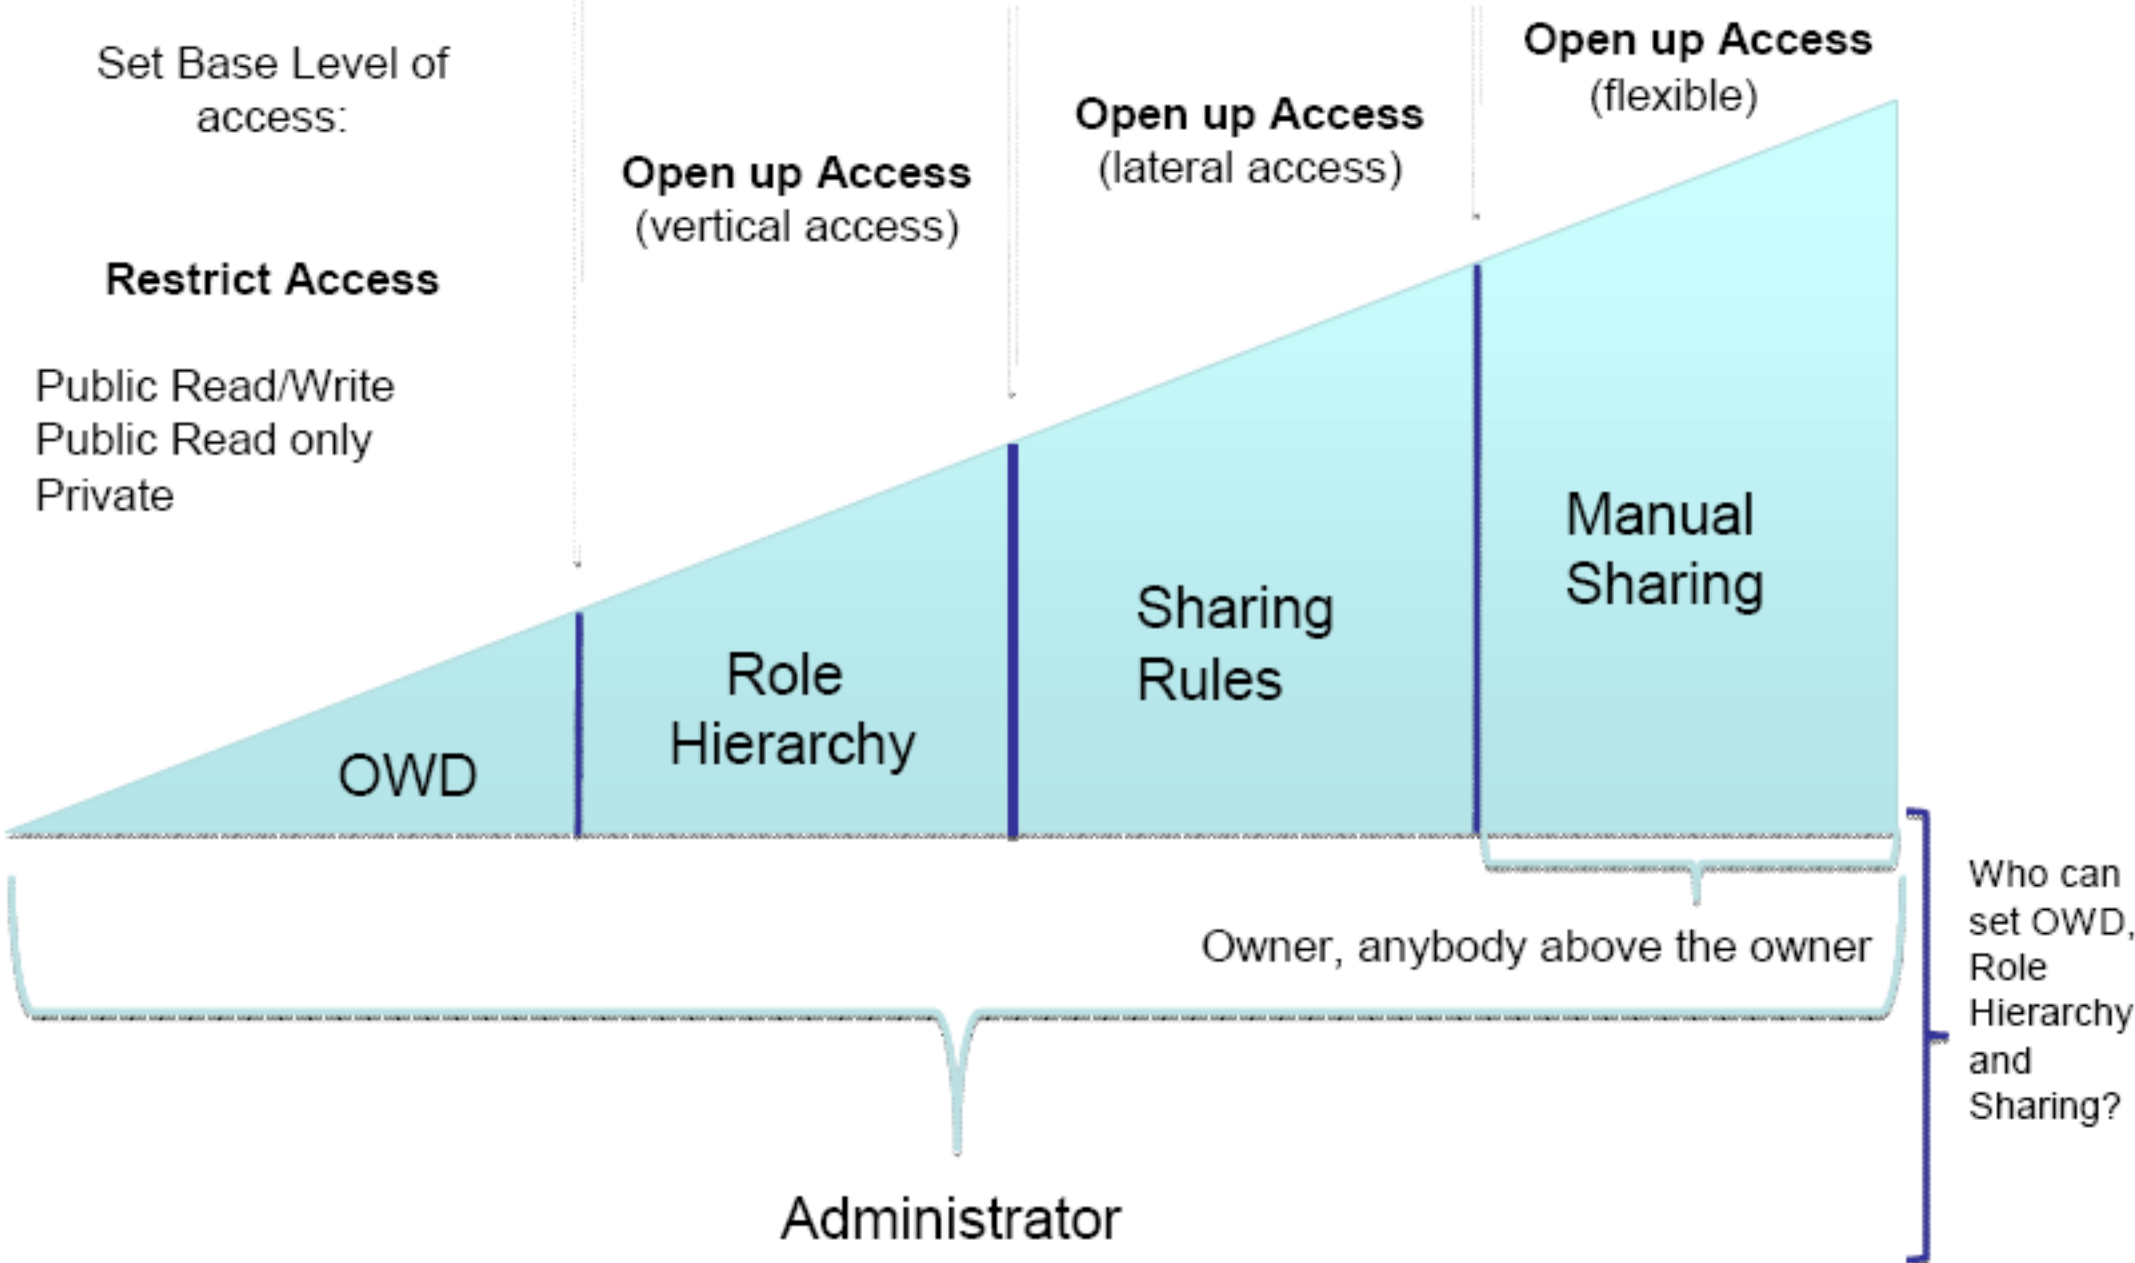 Set Base Level of
access:
Restrict Access
Public Read/Write
Public Read only
Private
Open up Access
(vertical access)
Open up Access
(lateral access)
Open up Access
(flexible)
OWD
Role
Hierarchy
Sharing
Rules
Manual
Sharing
Owner, anybody above the owner
Administrator
Who can
set OWD,
Role
Hierarchy
and
Sharing?